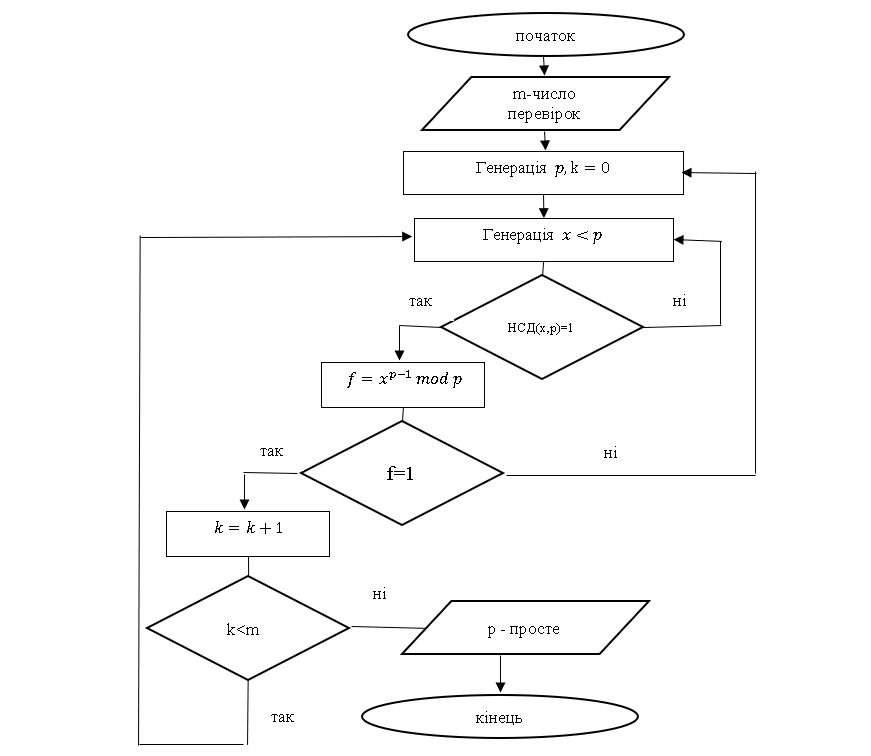 початок
m-число
перевірок
Генерація p, k = 0
Генерація x < p
так
ні
НСД(x,p)=1
f = x^{p−1} mod p
так
ні
f=1
k = k + 1
ні
k<m
p - просте
так
кінець